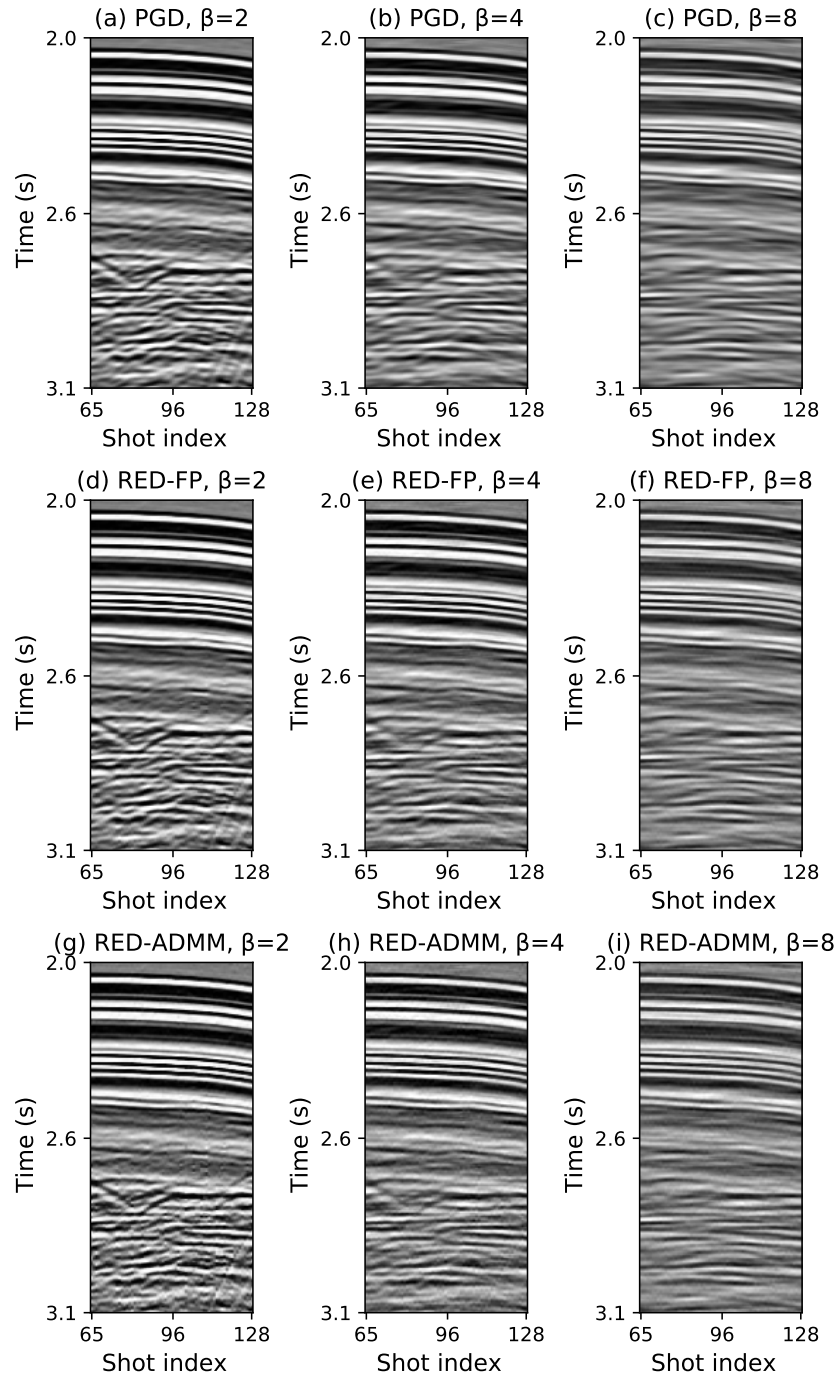 (a) PGD, β=2
(b) PGD, β=4
(c) PGD, β=8
2.0
2.0
2.0
Time (s)
Time (s)
Time (s)
2.6
2.6
2.6
3.1
3.1
3.1
65 96 128
65 96 128
65 96 128
Shot index
Shot index
Shot index
(d) RED-FP, β=2
(e) RED-FP, β=4
(f) RED-FP, β=8
2.0
2.0
2.0
Time (s)
Time (s)
Time (s)
2.6
2.6
2.6
3.1
3.1
3.1
65 96 128
65 96 128
65 96 128
Shot index
Shot index
Shot index
(g) RED-ADMM, β=2
(h) RED-ADMM, β=4
(i) RED-ADMM, β=8
2.0
2.0
2.0
Time (s)
Time (s)
Time (s)
2.6
2.6
2.6
3.1
3.1
3.1
65 96 128
65 96 128
65 96 128
Shot index
Shot index
Shot index